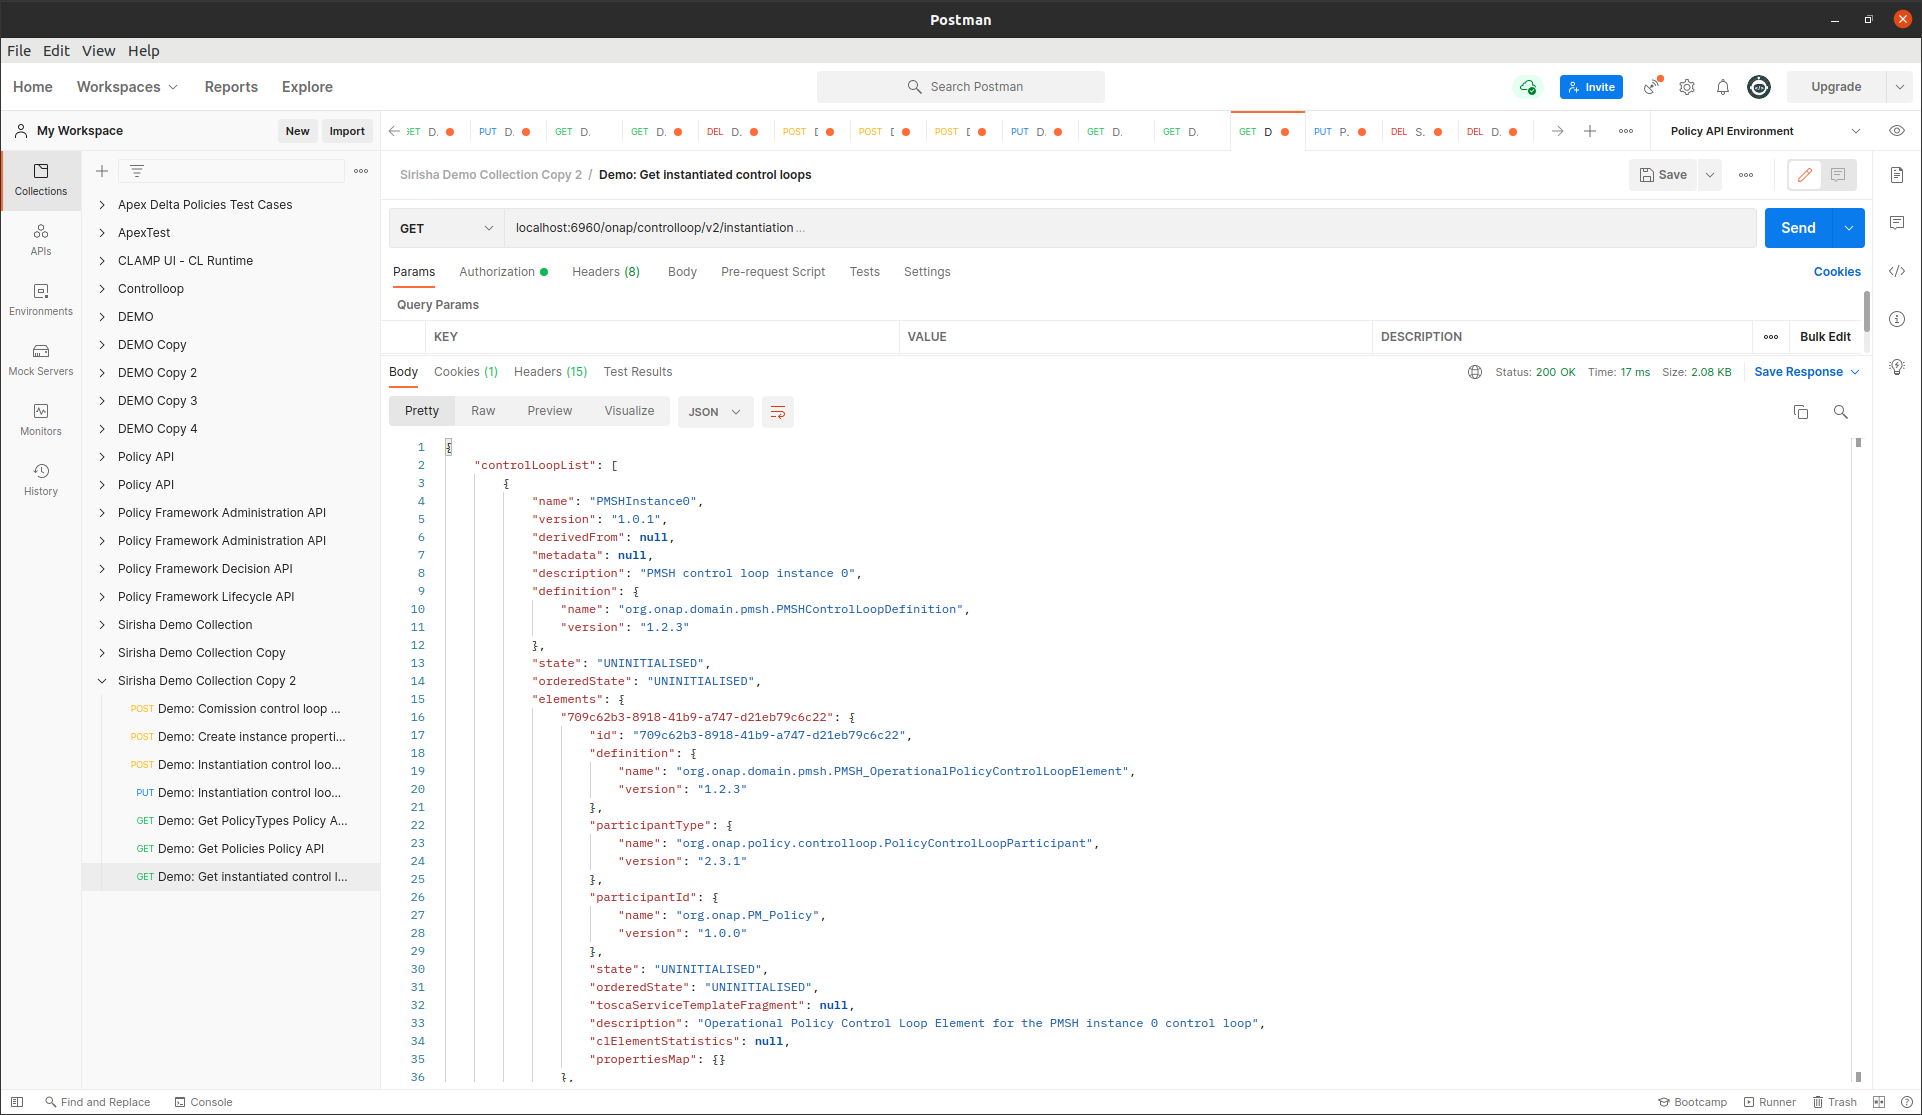 Postman
File Edit View Help
Home Workspaces Reports Explore
Search Postman
Invite
Upgrade
My Workspace
New Import
GET D. PUT D. GET D. GET D. DEL D. POST POST POST PUT D. GET D. GET D. GET D PUT P. DEL S. DEL D.
Policy API Environment
Collections
APIs
Environments
Mock Servers
Monitors
History
Apex Delta Policies Test Cases
ApexTest
CLAMP UI - CL Runtime
Controlloop
DEMO
DEMO Copy
DEMO Copy 2
DEMO Copy 3
DEMO Copy 4
Policy API
Policy API
Policy Framework Administration API
Policy Framework Administration API
Policy Framework Decision API
Policy Framework Lifecycle API
Sirisha Demo Collection
Sirisha Demo Collection Copy
Sirisha Demo Collection Copy 2
POST Demo: Comission control loop ...
POST Demo: Create instance properti...
POST Demo: Instantiation control loo...
PUT Demo: Instantiation control loo...
GET Demo: Get PolicyTypes Policy A...
GET Demo: Get Policies Policy API
GET Demo: Get instantiated control l...
Sirisha Demo Collection Copy 2 / Demo: Get instantiated control loops
Save
GET localhost:6960/onap/controlloop/v2/instantiation ...
Send
Params Authorization Headers (8) Body Pre-request Script Tests Settings
Cookies
Query Params
KEY VALUE DESCRIPTION
Bulk Edit
Body Cookies (1) Headers (15) Test Results
Status: 200 OK Time: 17 ms Size: 2.08 KB Save Response
Pretty Raw Preview Visualize JSON
1 {
2 "controlLoopList": [
3 {
4 "name": "PMSHInstance0",
5 "version": "1.0.1",
6 "derivedFrom": null,
7 "metadata": null,
8 "description": "PMSH control loop instance 0",
9 "definition": {
10 "name": "org.onap.domain.pmsh.PMSHControlLoopDefinition",
11 "version": "1.2.3"
12 },
13 "state": "UNINITIALISED",
14 "orderedState": "UNINITIALISED",
15 "elements": {
16 "709c62b3-8918-41b9-a747-d21eb79c6c22": {
17 "id": "709c62b3-8918-41b9-a747-d21eb79c6c22",
18 "definition": {
19 "name": "org.onap.domain.pmsh.PMSH_OperationalPolicyControlLoopElement",
20 "version": "1.2.3"
21 },
22 "participantType": {
23 "name": "org.onap.policy.controlloop.PolicyControlLoopParticipant",
24 "version": "2.3.1"
25 },
26 "participantId": {
27 "name": "org.onap.PM_Policy",
28 "version": "1.0.0"
29 },
30 "state": "UNINITIALISED",
31 "orderedState": "UNINITIALISED",
32 "toscaServiceTemplateFragment": null,
33 "description": "Operational Policy Control Loop Element for the PMSH instance 0 control loop",
34 "clElementStatistics": null,
35 "propertiesMap": {}
36 },
Find and Replace Console
Bootcamp Runner Trash